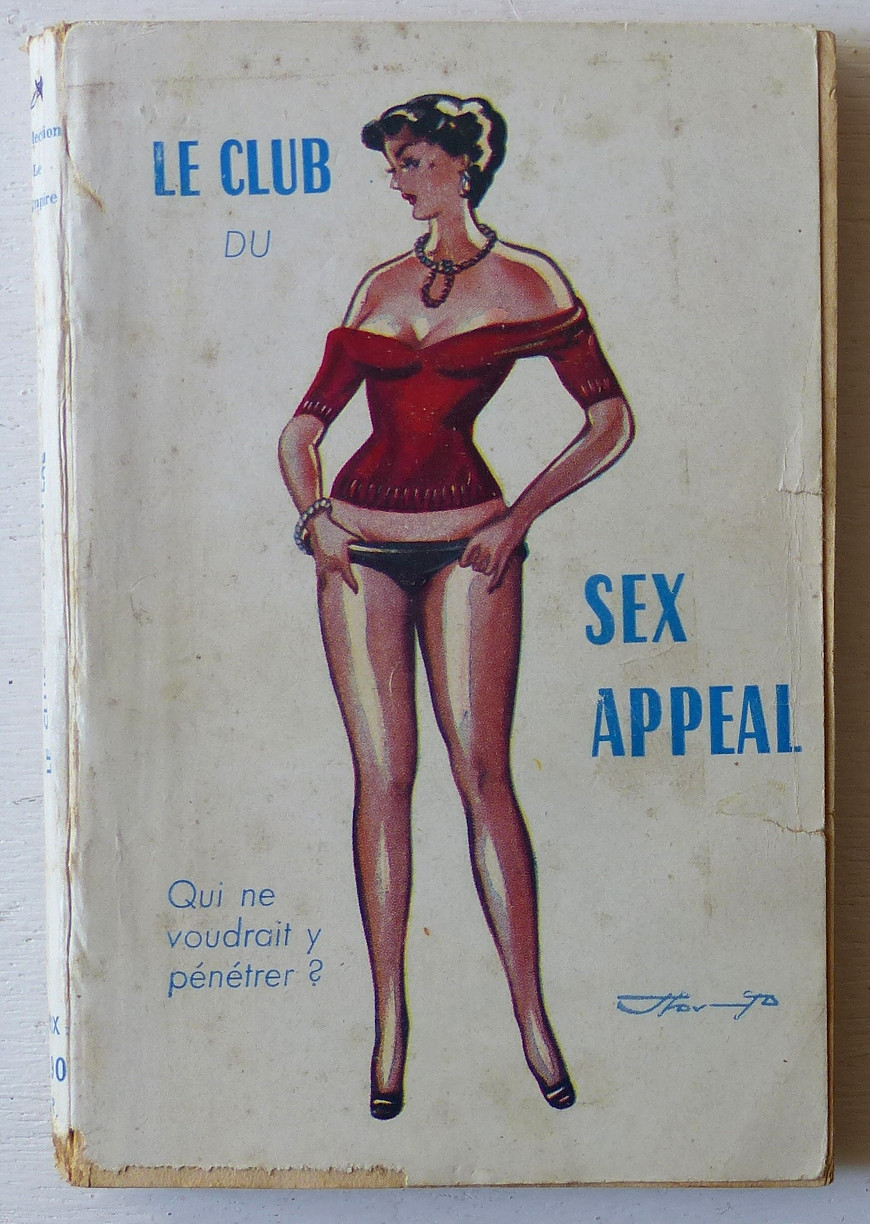 LE CLUB
DU
SEX
APPEAL
Qui ne
voudrait y
pénétrer ?